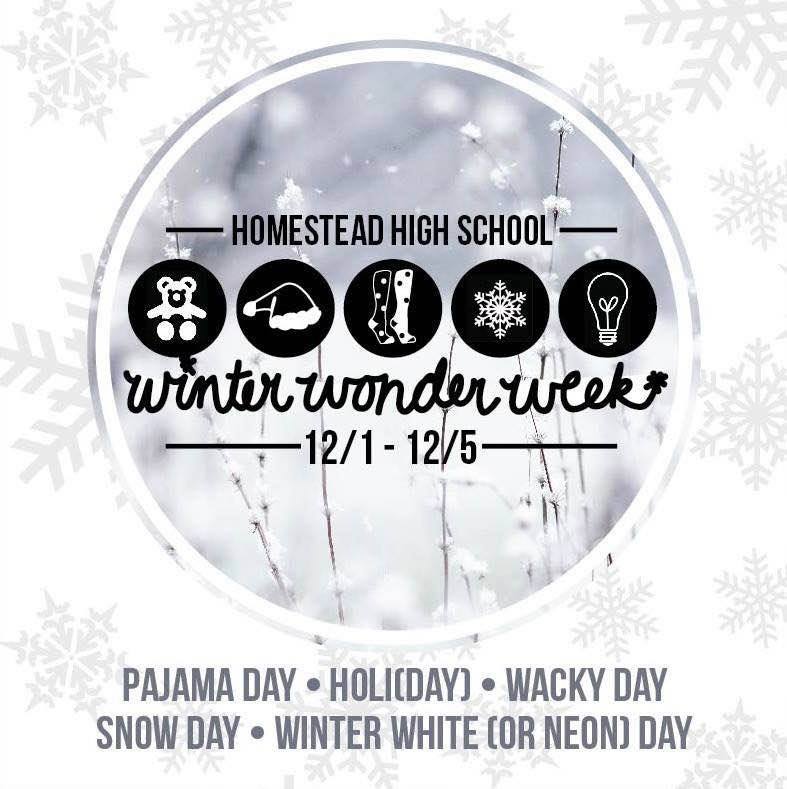 HOMESTEAD HIGH SCHOOL
winter wonder week
12/1 - 12/5
PAJAMA DAY • HOLI(DAY) • WACKY DAY
SNOW DAY • WINTER WHITE (OR NEON) DAY